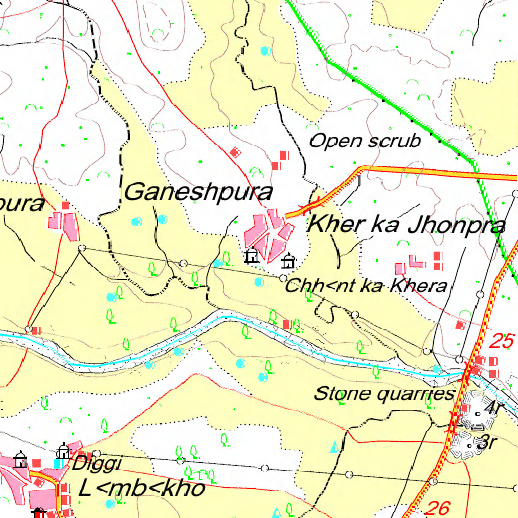 Open scrub
Ganeshpura
pura
Kher ka Jhonpra
Chh<nt ka Khera
25
Stone quarries
4r
3r
Diggi
L<mb<kho
26